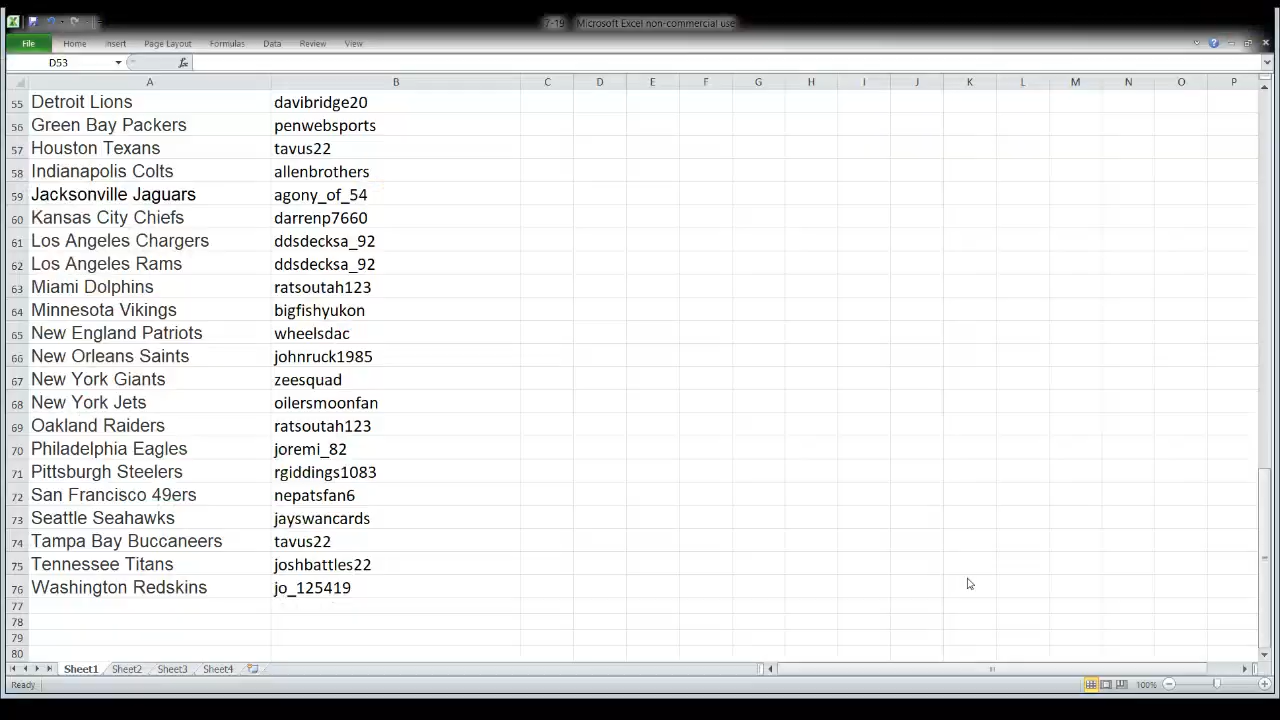 7-19 Microsoft Excel non-commercial use
File Home Insert Page Layout Formulas Data Review View
D53 fx
A B C D E F G H I J K L M N O P
55 Detroit Lions davibridge20
56 Green Bay Packers penwebsports
57 Houston Texans tavus22
58 Indianapolis Colts allenbrothers
59 Jacksonville Jaguars agony_of_54
60 Kansas City Chiefs darrenp7660
61 Los Angeles Chargers ddsdecksa_92
62 Los Angeles Rams ddsdecksa_92
63 Miami Dolphins ratsoutah123
64 Minnesota Vikings bigfishyukon
65 New England Patriots wheelsdac
66 New Orleans Saints johnruck1985
67 New York Giants zeesquad
68 New York Jets oilersmoonfan
69 Oakland Raiders ratsoutah123
70 Philadelphia Eagles joremi_82
71 Pittsburgh Steelers rgiddings1083
72 San Francisco 49ers nepatsfan6
73 Seattle Seahawks jayswancards
74 Tampa Bay Buccaneers tavus22
75 Tennessee Titans joshbattles22
76 Washington Redskins jo_125419
77
78
79
80
Sheet1 Sheet2 Sheet3 Sheet4
Ready 100%